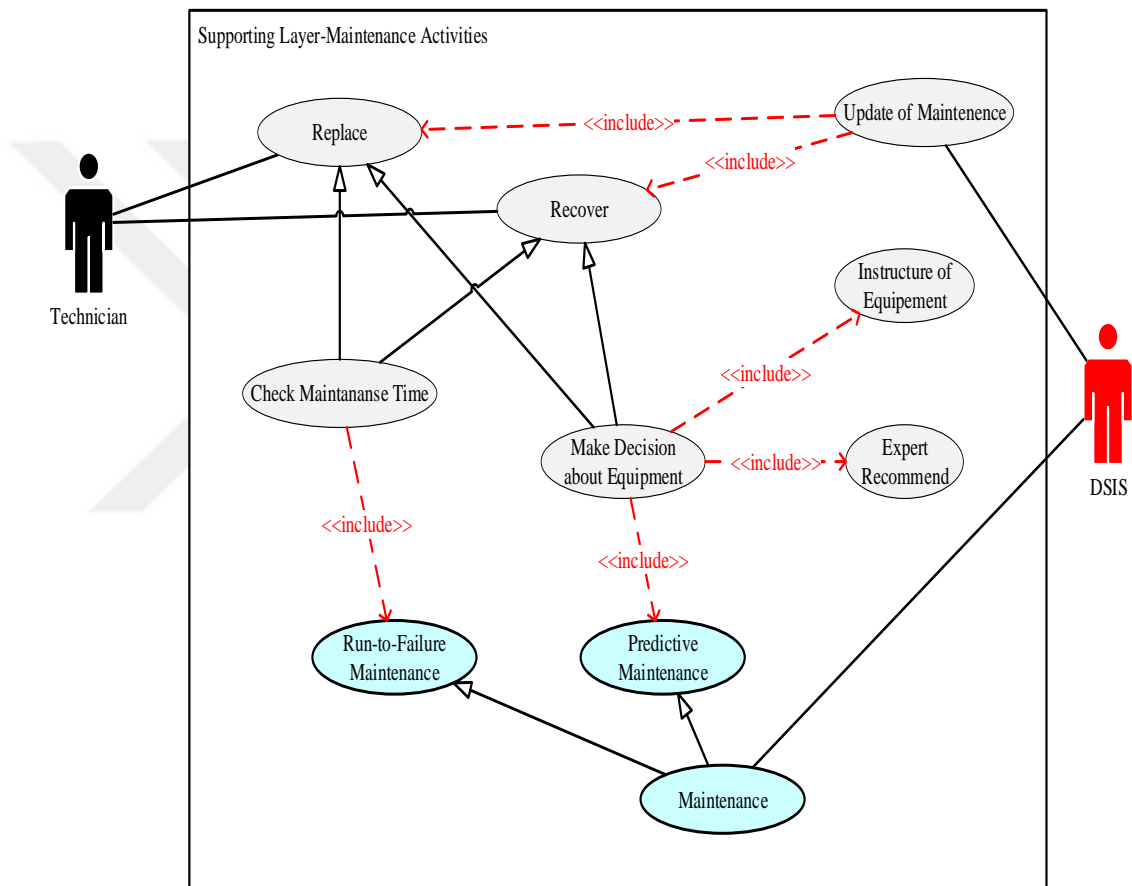 Supporting Layer-Maintenance Activities
Replace
<<include>>
Update of Maintenence
<<include>>
Recover
Technician
Instructure of
Equipement
<<include>>
Check Maintananse Time
Make Decision
about Equipment
<<include>>
Expert
Recommend
DSIS
<<include>>
<<include>>
Run-to-Failure
Maintenance
Predictive
Maintenance
Maintenance